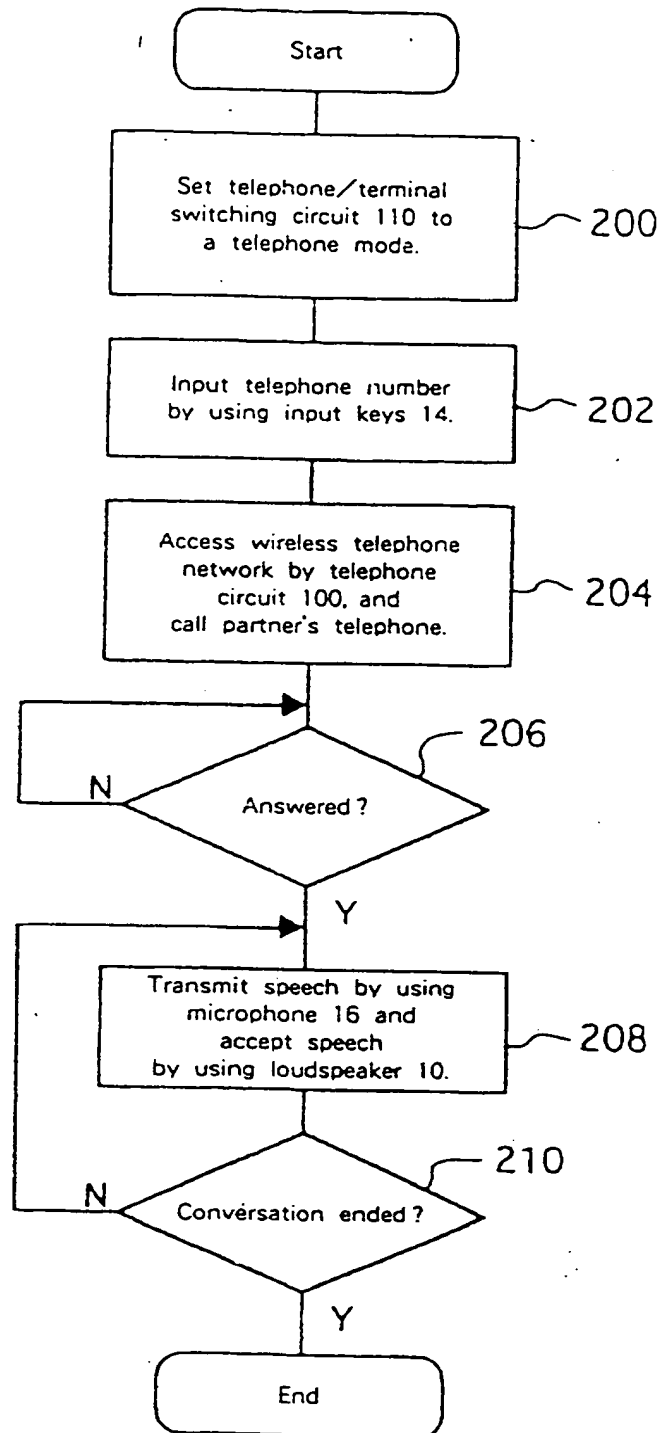 Start
Set telephone/terminal
switching circuit 110 to
a telephone mode.
200
Input telephone number
by using input keys 14.
202
Access wireless telephone
network by telephone
circuit 100, and
call partner's telephone.
204
206
N
Answered?
Y
Transmit speech by using
microphone 16 and
accept speech
by using loudspeaker 10.
208
210
N
Conversation ended?
Y
End